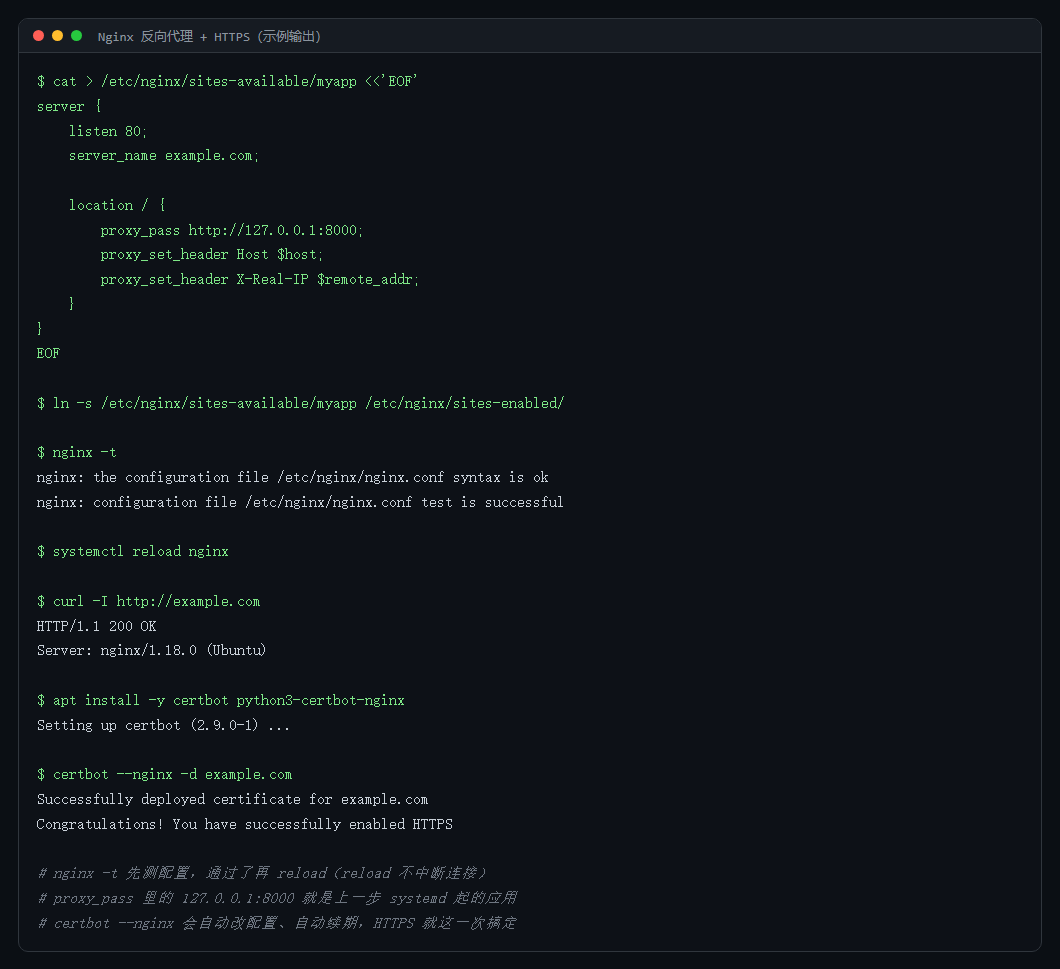 Nginx 反向代理 + HTTPS（示例输出）
$ cat > /etc/nginx/sites-available/myapp <<'EOF'
server {
    listen 80;
    server_name example.com;

    location / {
        proxy_pass http://127.0.0.1:8000;
        proxy_set_header Host $host;
        proxy_set_header X-Real-IP $remote_addr;
    }
}
EOF

$ ln -s /etc/nginx/sites-available/myapp /etc/nginx/sites-enabled/

$ nginx -t
nginx: the configuration file /etc/nginx/nginx.conf syntax is ok
nginx: configuration file /etc/nginx/nginx.conf test is successful

$ systemctl reload nginx

$ curl -I http://example.com
HTTP/1.1 200 OK
Server: nginx/1.18.0 (Ubuntu)

$ apt install -y certbot python3-certbot-nginx
Setting up certbot (2.9.0-1) ...

$ certbot --nginx -d example.com
Successfully deployed certificate for example.com
Congratulations! You have successfully enabled HTTPS

# nginx -t 先测配置，通过了再 reload（reload 不中断连接）
# proxy_pass 里的 127.0.0.1:8000 就是上一步 systemd 起的应用
# certbot --nginx 会自动改配置、自动续期，HTTPS 就这一次搞定